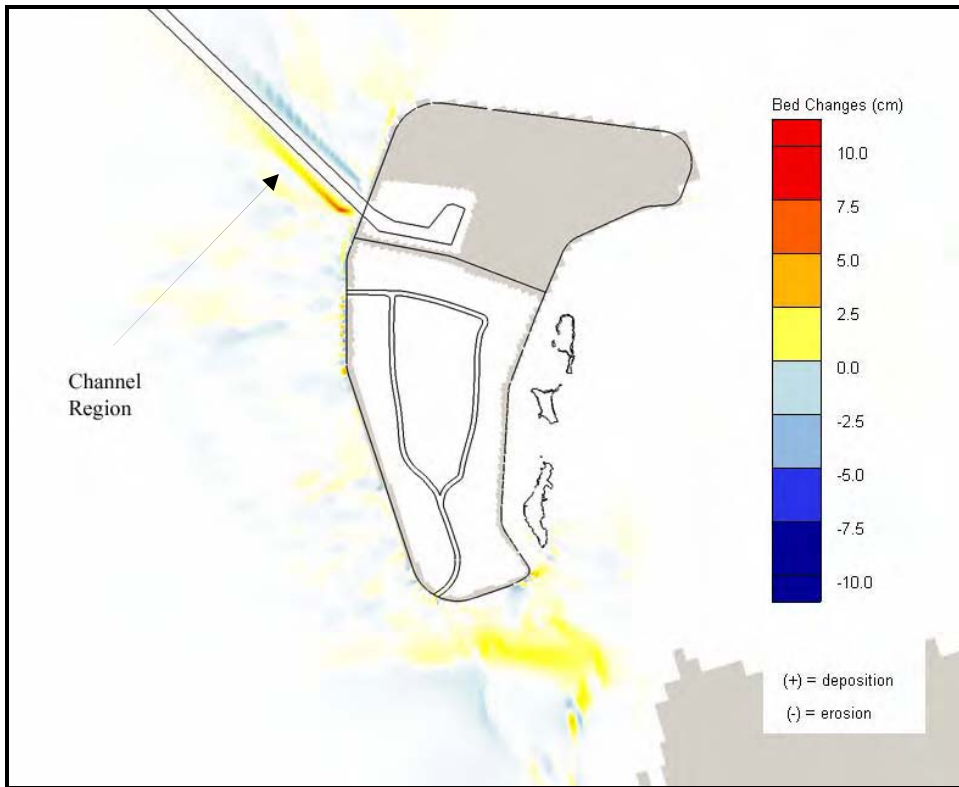 Bed Changes (cm)
10.0
7.5
5.0
2.5
0.0
-2.5
-5.0
-7.5
-10.0
Channel
Region
(+) = deposition
(-) = erosion